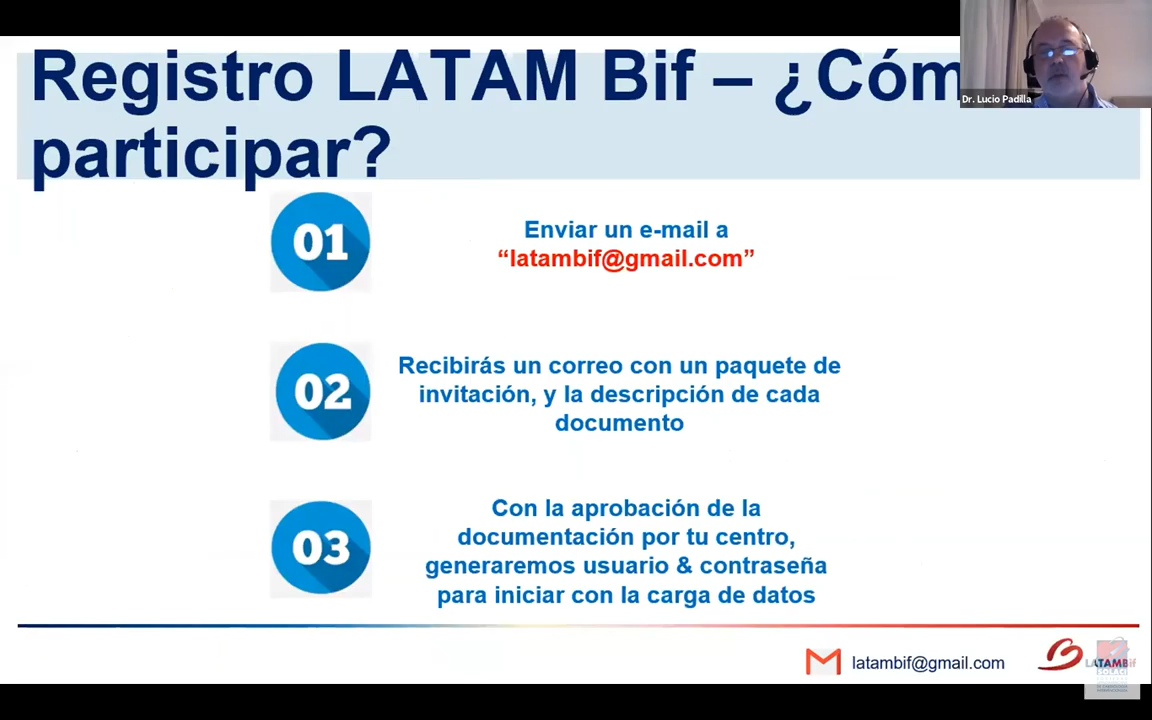 Registro LATAM Bif – ¿Cóm
participar?
Dr. Lucio Padilla
01
Enviar un e-mail a
“latambif@gmail.com”
02
Recibirás un correo con un paquete de
invitación, y la descripción de cada
documento
03
Con la aprobación de la
documentación por tu centro,
generaremos usuario & contraseña
para iniciar con la carga de datos
latambif@gmail.com
LATAMBif
SOLACI